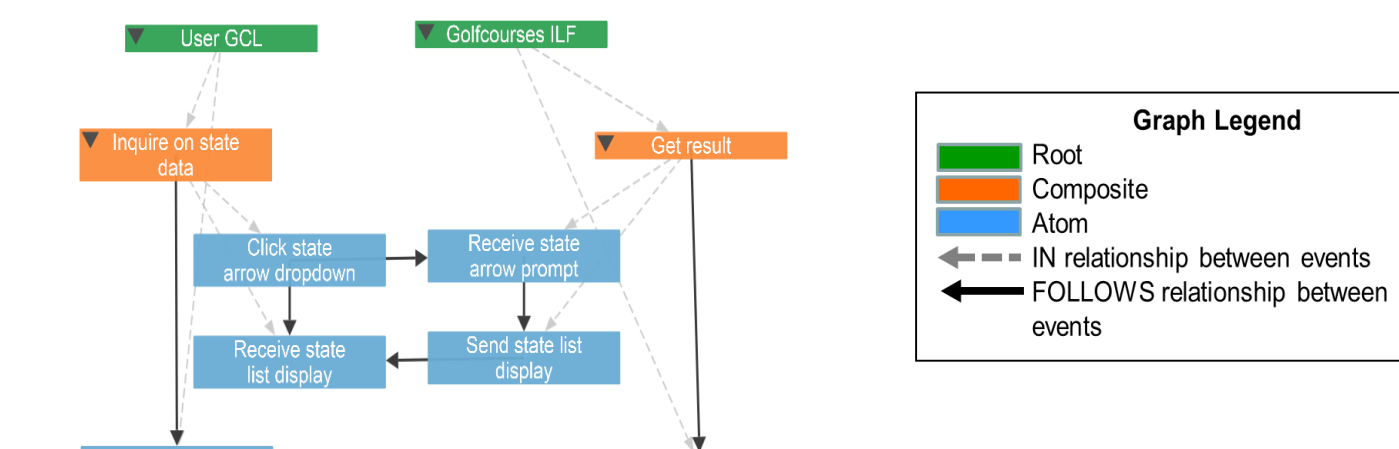 User GCL
Golfcourses ILF
Inquire on state
data
Get result
Click state
arrow dropdown
Receive state
arrow prompt
Receive state
list display
Send state list
display
Graph Legend
Root
Composite
Atom
IN relationship between events
FOLLOWS relationship between
events